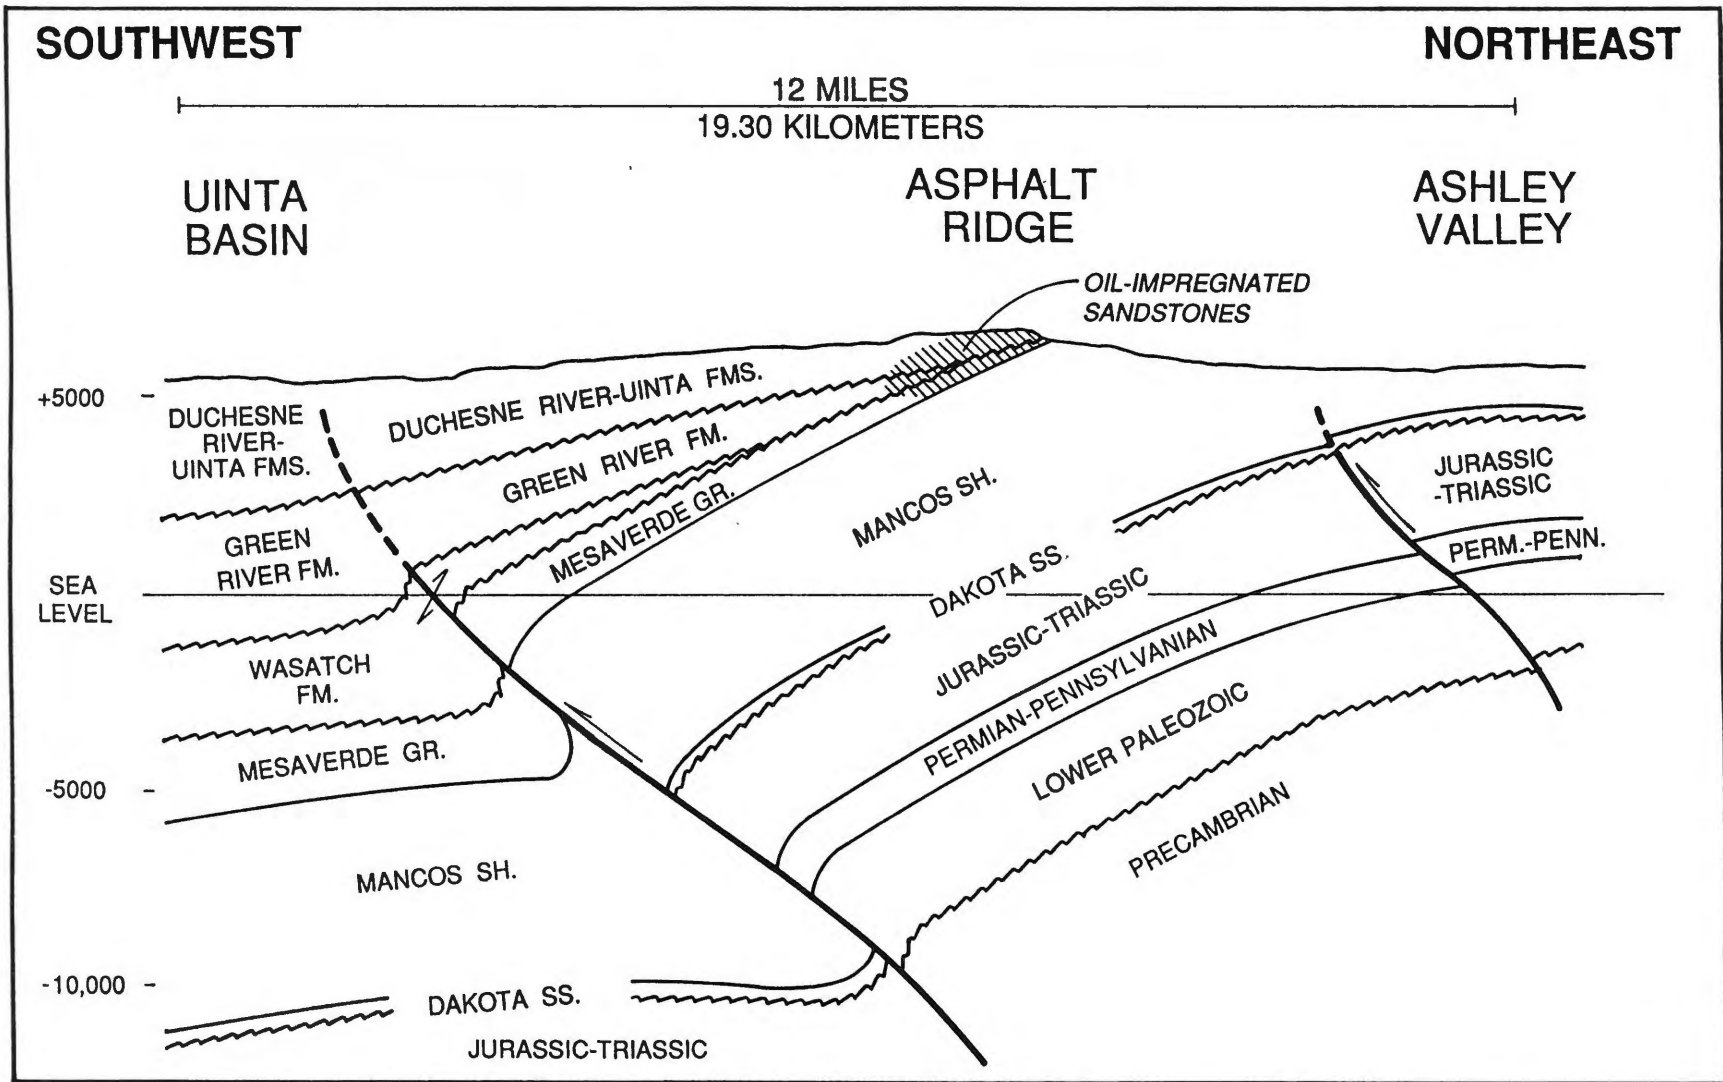 SOUTHWEST
NORTHEAST
12 MILES
19.30 KILOMETERS
UINTA
BASIN
ASPHALT
RIDGE
ASHLEY
VALLEY
OIL-IMPREGNATED
SANDSTONES
+5000
DUCHESNE
RIVER-
UINTA FMS.
DUCHESNE RIVER-UINTA FMS.
GREEN RIVER FM.
MESAVERDE GR.
MANCOS SH.
JURASSIC
-TRIASSIC
PERM.-PENN.
GREEN
RIVER FM.
SEA
LEVEL
DAKOTA SS.
JURASSIC-TRIASSIC
PERMIAN-PENNSYLVANIAN
LOWER PALEOZOIC
PRECAMBRIAN
WASATCH
FM.
MESAVERDE GR.
-5000
MANCOS SH.
-10,000
DAKOTA SS.
JURASSIC-TRIASSIC